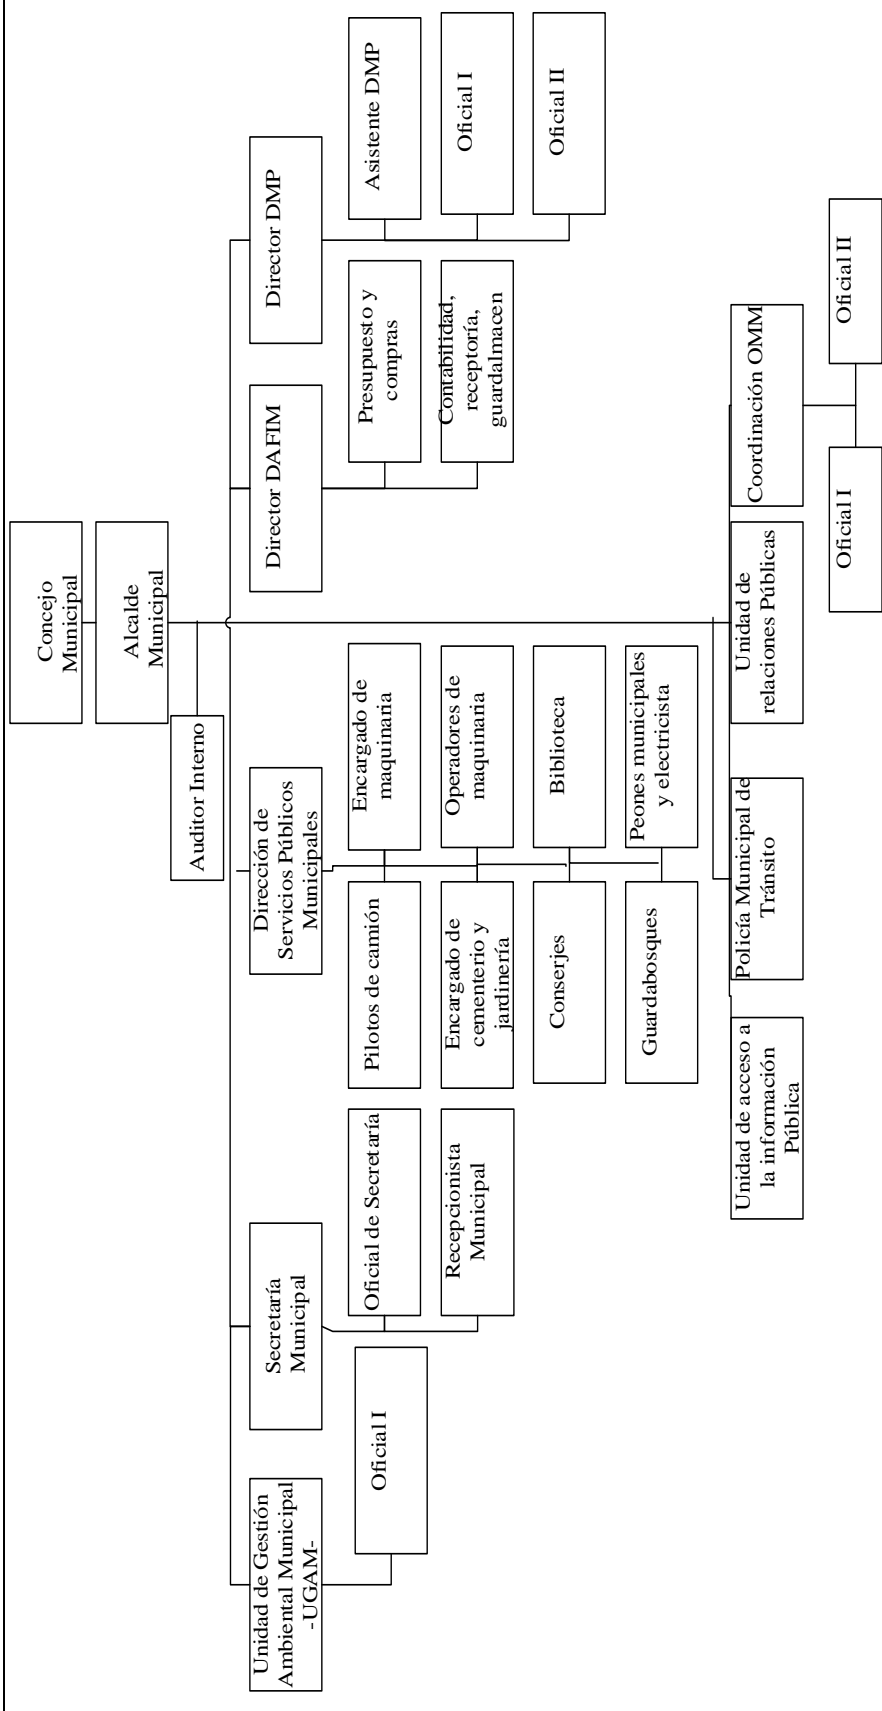 Concejo
Municipal
Alcalde
Municipal
Auditor Interno
Unidad de Gestión
Ambiental Municipal
-UGAM-
Secretaría
Municipal
Dirección de
Servicios Públicos
Municipales
Director DAFIM
Director DMP
Oficial I
Oficial de Secretaría
Recepcionista
Municipal
Pilotos de camión
Encargado de
maquinaria
Encargado de
cementerio y
jardinería
Operadores de
maquinaria
Conserjes
Biblioteca
Guardabosques
Peones municipales
y electricista
Presupuesto y
compras
Contabilidad,
receptoría,
guardalmacen
Asistente DMP
Oficial I
Oficial II
Unidad de acceso a
la información
Pública
Policía Municipal de
Tránsito
Unidad de
relaciones Públicas
Coordinación OMM
Oficial I
Oficial II